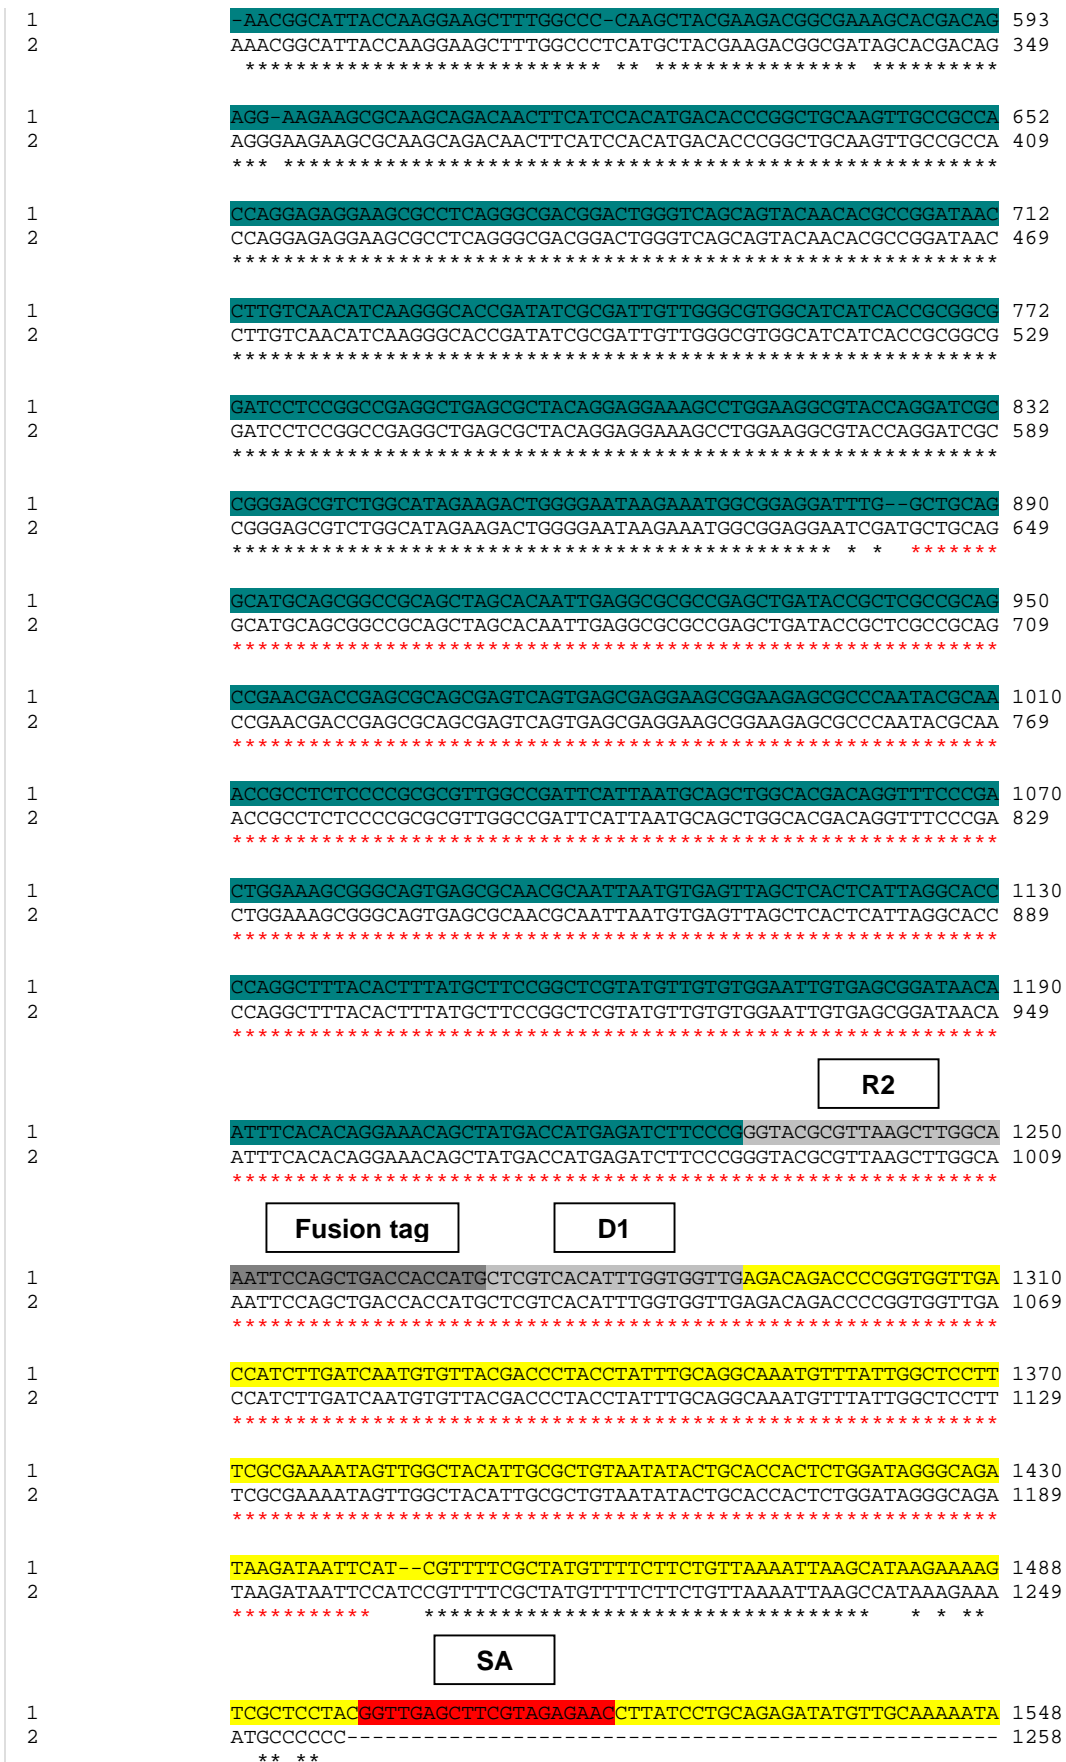 1 -AACGGCATTACCAAGGAAGCTTTGGCCC-CAAGCTACGAAGACGGCGAAAGCACGACAG 593
2 AAACGGCATTACCAAGGAAGCTTTGGCCCTCATGCTACGAAGACGGCGATAGCACGACAG 349
**************************** ** **************** **********
1 AGG-AAGAAGCGCAAGCAGACAACTTCATCCACATGACACCCGGCTGCAAGTTGCCGCCA 652
2 AGGGAAGAAGCGCAAGCAGACAACTTCATCCACATGACACCCGGCTGCAAGTTGCCGCCA 409
*** ********************************************************
1 CCAGGAGAGGAAGCGCCTCAGGGCGACGGACTGGGTCAGCAGTACAACACGCCGGATAAC 712
2 CCAGGAGAGGAAGCGCCTCAGGGCGACGGACTGGGTCAGCAGTACAACACGCCGGATAAC 469
************************************************************
1 CTTGTCAACATCAAGGGCACCGATATCGCGATTGTTGGGCGTGGCATCATCACCGCGGCG 772
2 CTTGTCAACATCAAGGGCACCGATATCGCGATTGTTGGGCGTGGCATCATCACCGCGGCG 529
************************************************************
1 GATCCTCCGGCCGAGGCTGAGCGCTACAGGAGGAAAGCCTGGAAGGCGTACCAGGATCGC 832
2 GATCCTCCGGCCGAGGCTGAGCGCTACAGGAGGAAAGCCTGGAAGGCGTACCAGGATCGC 589
************************************************************
1 CGGGAGCGTCTGGCATAGAAGACTGGGGAATAAGAAATGGCGGAGGATTTG--GCTGCAG 890
2 CGGGAGCGTCTGGCATAGAAGACTGGGGAATAAGAAATGGCGGAGGAATCGATGCTGCAG 649
*********************************************** * * *******
1 GCATGCAGCGGCCGCAGCTAGCACAATTGAGGCGCGCCGAGCTGATACCGCTCGCCGCAG 950
2 GCATGCAGCGGCCGCAGCTAGCACAATTGAGGCGCGCCGAGCTGATACCGCTCGCCGCAG 709
************************************************************
1 CCGAACGACCGAGCGCAGCGAGTCAGTGAGCGAGGAAGCGGAAGAGCGCCCAATACGCAA 1010
2 CCGAACGACCGAGCGCAGCGAGTCAGTGAGCGAGGAAGCGGAAGAGCGCCCAATACGCAA 769
************************************************************
1 ACCGCCTCTCCCCGCGCGTTGGCCGATTCATTAATGCAGCTGGCACGACAGGTTTCCCGA 1070
2 ACCGCCTCTCCCCGCGCGTTGGCCGATTCATTAATGCAGCTGGCACGACAGGTTTCCCGA 829
************************************************************
1 CTGGAAAGCGGGCAGTGAGCGCAACGCAATTAATGTGAGTTAGCTCACTCATTAGGCACC 1130
2 CTGGAAAGCGGGCAGTGAGCGCAACGCAATTAATGTGAGTTAGCTCACTCATTAGGCACC 889
************************************************************
1 CCAGGCTTTACACTTTATGCTTCCGGCTCGTATGTTGTGTGGAATTGTGAGCGGATAACA 1190
2 CCAGGCTTTACACTTTATGCTTCCGGCTCGTATGTTGTGTGGAATTGTGAGCGGATAACA 949
************************************************************
R2
1 ATTTCACACAGGAAACAGCTATGACCATGAGATCTTCCCGGGTACGCGTTAAGCTTGGCA 1250
2 ATTTCACACAGGAAACAGCTATGACCATGAGATCTTCCCGGGTACGCGTTAAGCTTGGCA 1009
************************************************************
Fusion tag D1
1 AATTCCAGCTGACCACCATGCTCGTCACATTTGGTGGTTGAGACAGACCCCGGTGGTTGA 1310
2 AATTCCAGCTGACCACCATGCTCGTCACATTTGGTGGTTGAGACAGACCCCGGTGGTTGA 1069
************************************************************
1 CCATCTTGATCAATGTGTTACGACCCTACCTATTTGCAGGCAAATGTTTATTGGCTCCTT 1370
2 CCATCTTGATCAATGTGTTACGACCCTACCTATTTGCAGGCAAATGTTTATTGGCTCCTT 1129
************************************************************
1 TCGCGAAAATAGTTGGCTACATTGCGCTGTAATATACTGCACCACTCTGGATAGGGCAGA 1430
2 TCGCGAAAATAGTTGGCTACATTGCGCTGTAATATACTGCACCACTCTGGATAGGGCAGA 1189
************************************************************
1 TAAGATAATTCAT--CGTTTTCGCTATGTTTTCTTCTGTTAAAATTAAGCATAAGAAAAG 1488
2 TAAGATAATTCCATCCGTTTTCGCTATGTTTTCTTCTGTTAAAATTAAGCCATAAAGAAA 1249
*********** *********************************** * * **
SA
1 TCGCTCCTACGGTTGAGCTTCGTAGAGAACCTTATCCTGCAGAGATATGTTGCAAAAATA 1548
2 ATGCCCCCC--------------------------------------------------- 1258
** **